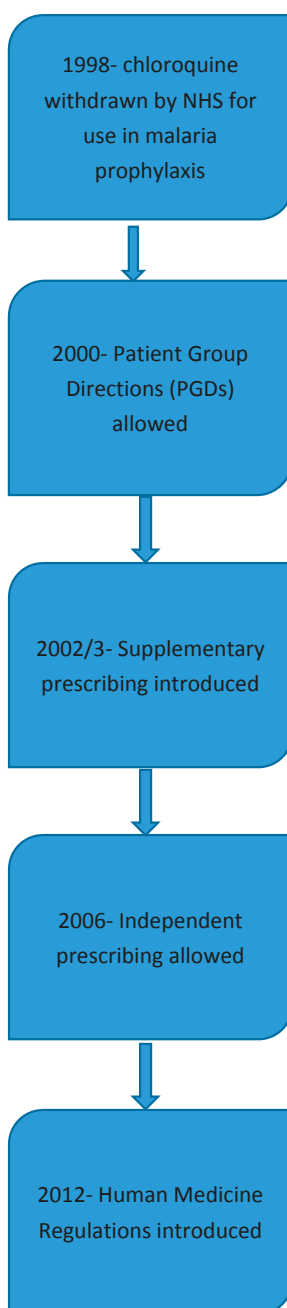 1998- chloroquine
withdrawn by NHS for
use in malaria
prophylaxis
2000- Patient Group
Directions (PGDs)
allowed
2002/3- Supplementary
prescribing introduced
2006- Independent
prescribing allowed
2012- Human Medicine
Regulations introduced